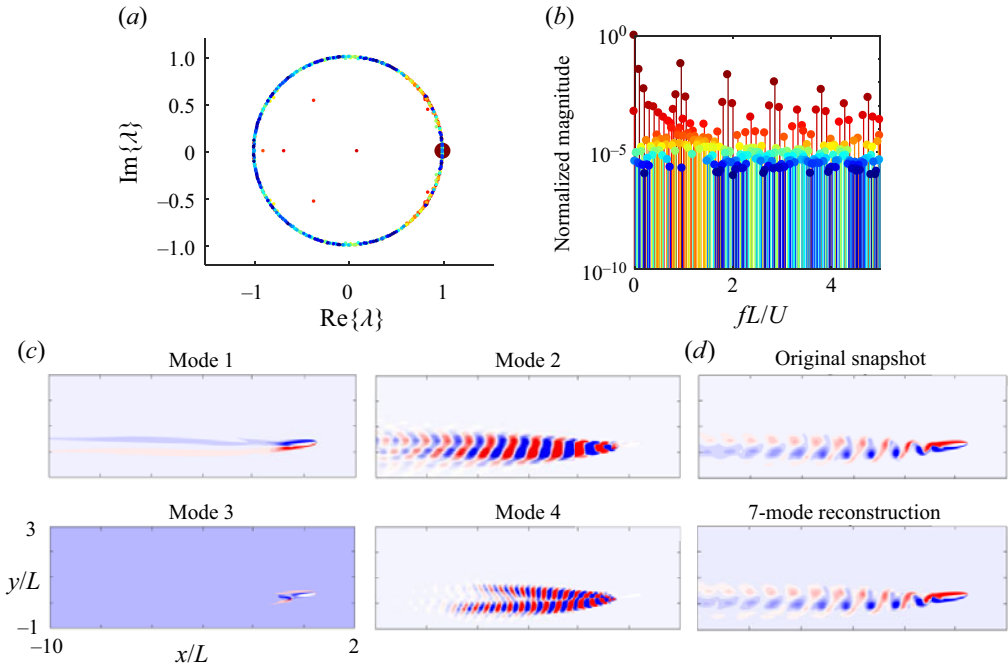 (a)
(b)
1.0
0.5
0
−0.5
−1.0
Im{λ}
−1
0
1
Re{λ}
10⁰
10⁻⁵
10⁻¹⁰
Normalized magnitude
0
2
4
fL/U
(c)
Mode 1
Mode 2
(d)
Original snapshot
Mode 3
Mode 4
7-mode reconstruction
3
y/L
−1
−10
x/L
2